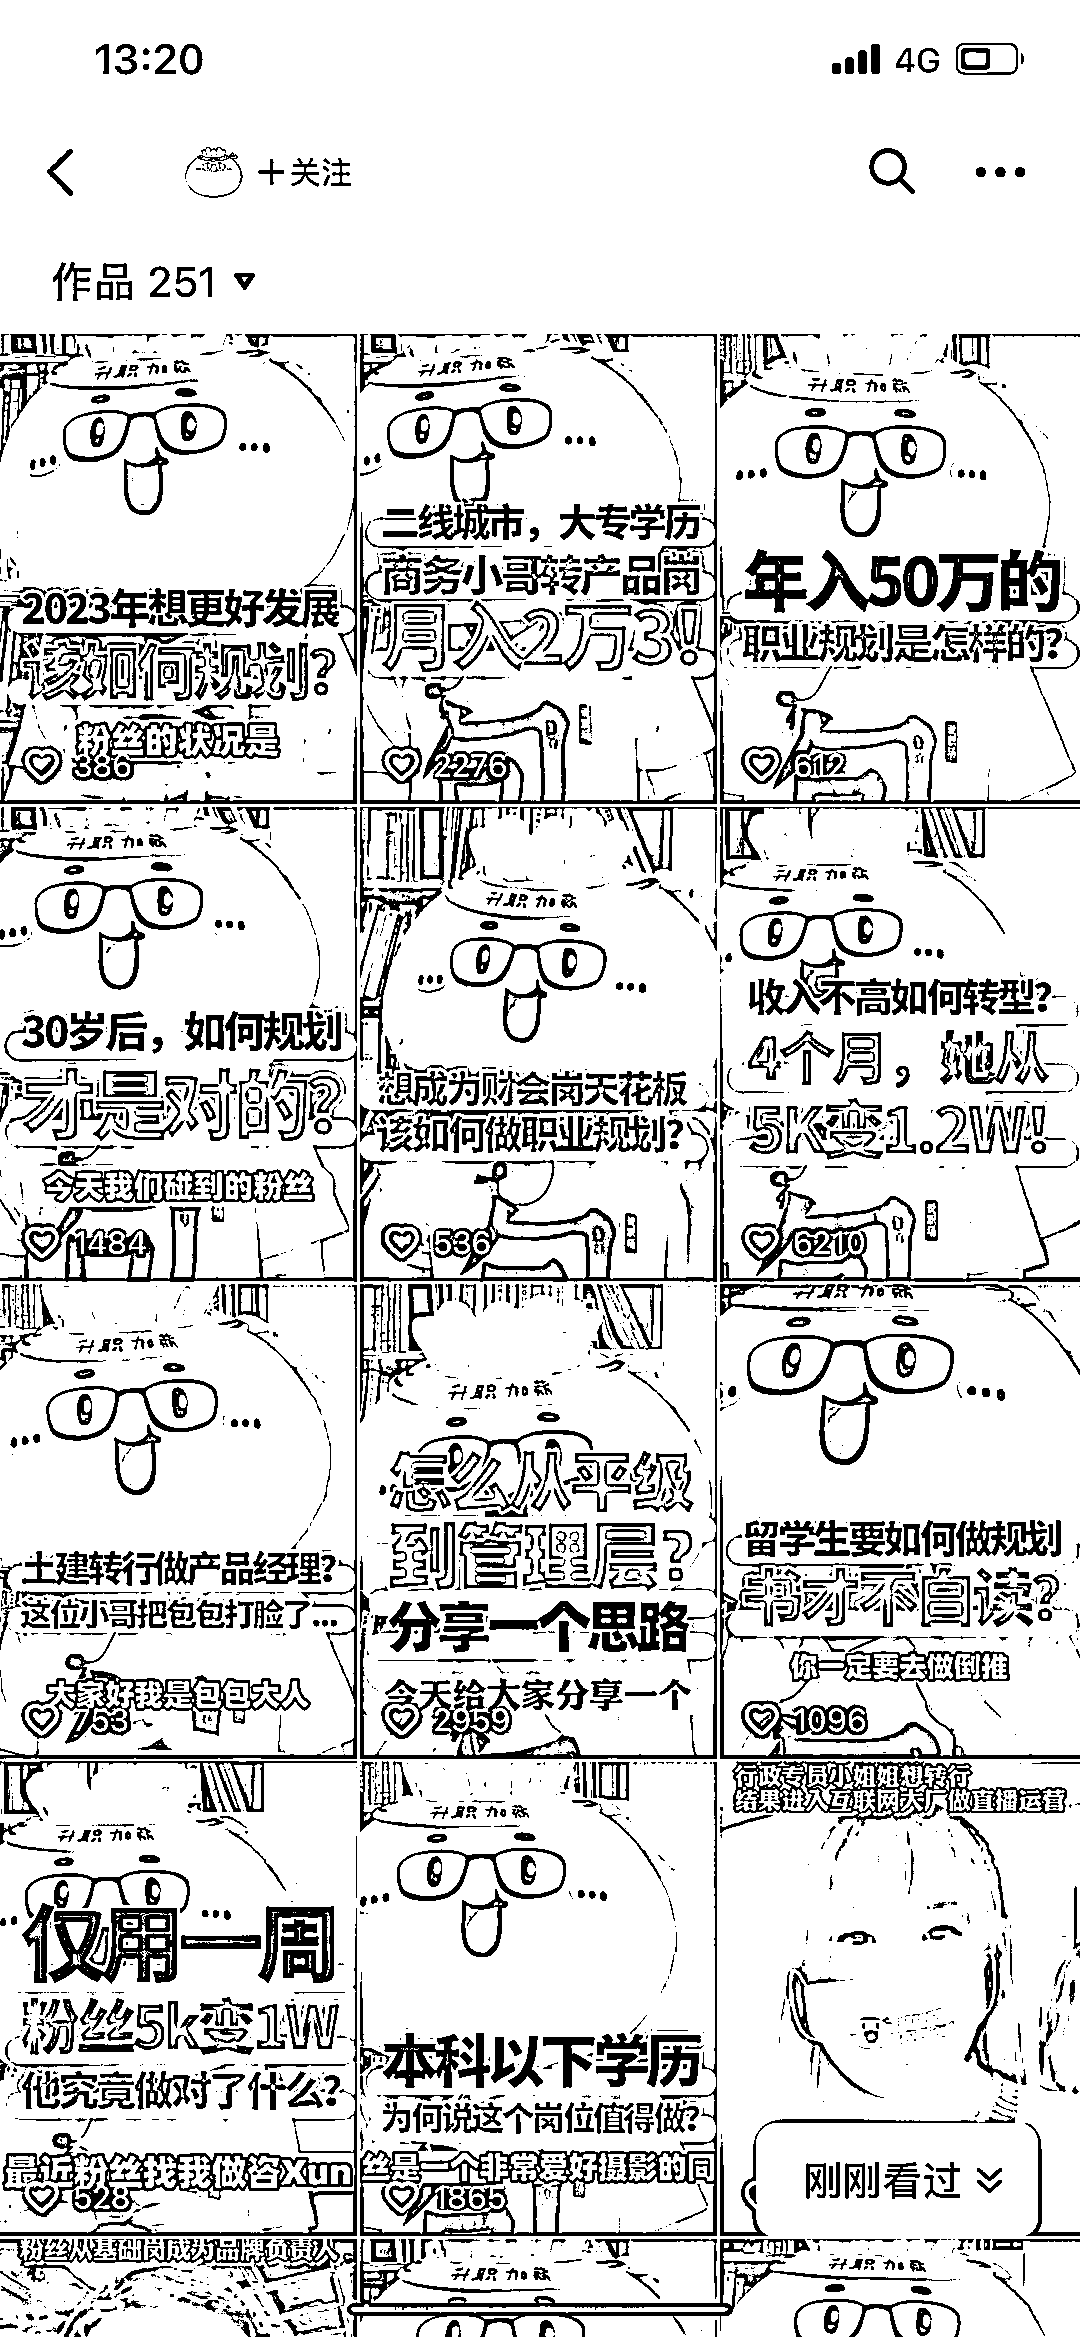 13:20
4G
关注
作品 251
升职加薪
2023年想更好发展
该如何规划?
粉丝的状况是
386
升职加薪
二线城市，大专学历
商务小哥转产品岗
月入2万3!
2276
升职加薪
年入50万的
职业规划是怎样的?
612
升职加薪
30岁后，如何规划
才是对的?
今天我们碰到的粉丝
1484
升职加薪
想成为财会岗天花板
该如何做职业规划?
536
升职加薪
收入不高如何转型?
4个月，她从
5K变1.2W!
6210
升职加薪
土建转行做产品经理?
这位小哥把包包打脸了...
大家好我是包包大人
753
升职加薪
怎么从平级
到管理层?
分享一个思路
今天给大家分享一个
2959
升职加薪
留学生要如何做规划
书才不白读?
你一定要去做倒推
1096
升职加薪
仅用一周
粉丝5k变1W
他究竟做对了什么?
最近粉丝找我做咨Xun
528
升职加薪
本科以下学历
为何说这个岗位值得做?
丝是一个非常爱好摄影的同
1865
行政专员小姐姐想转行
结果进入互联网大厂做直播运营
刚刚看过
粉丝从基础岗成为品牌负责人
升职加薪
升职加薪